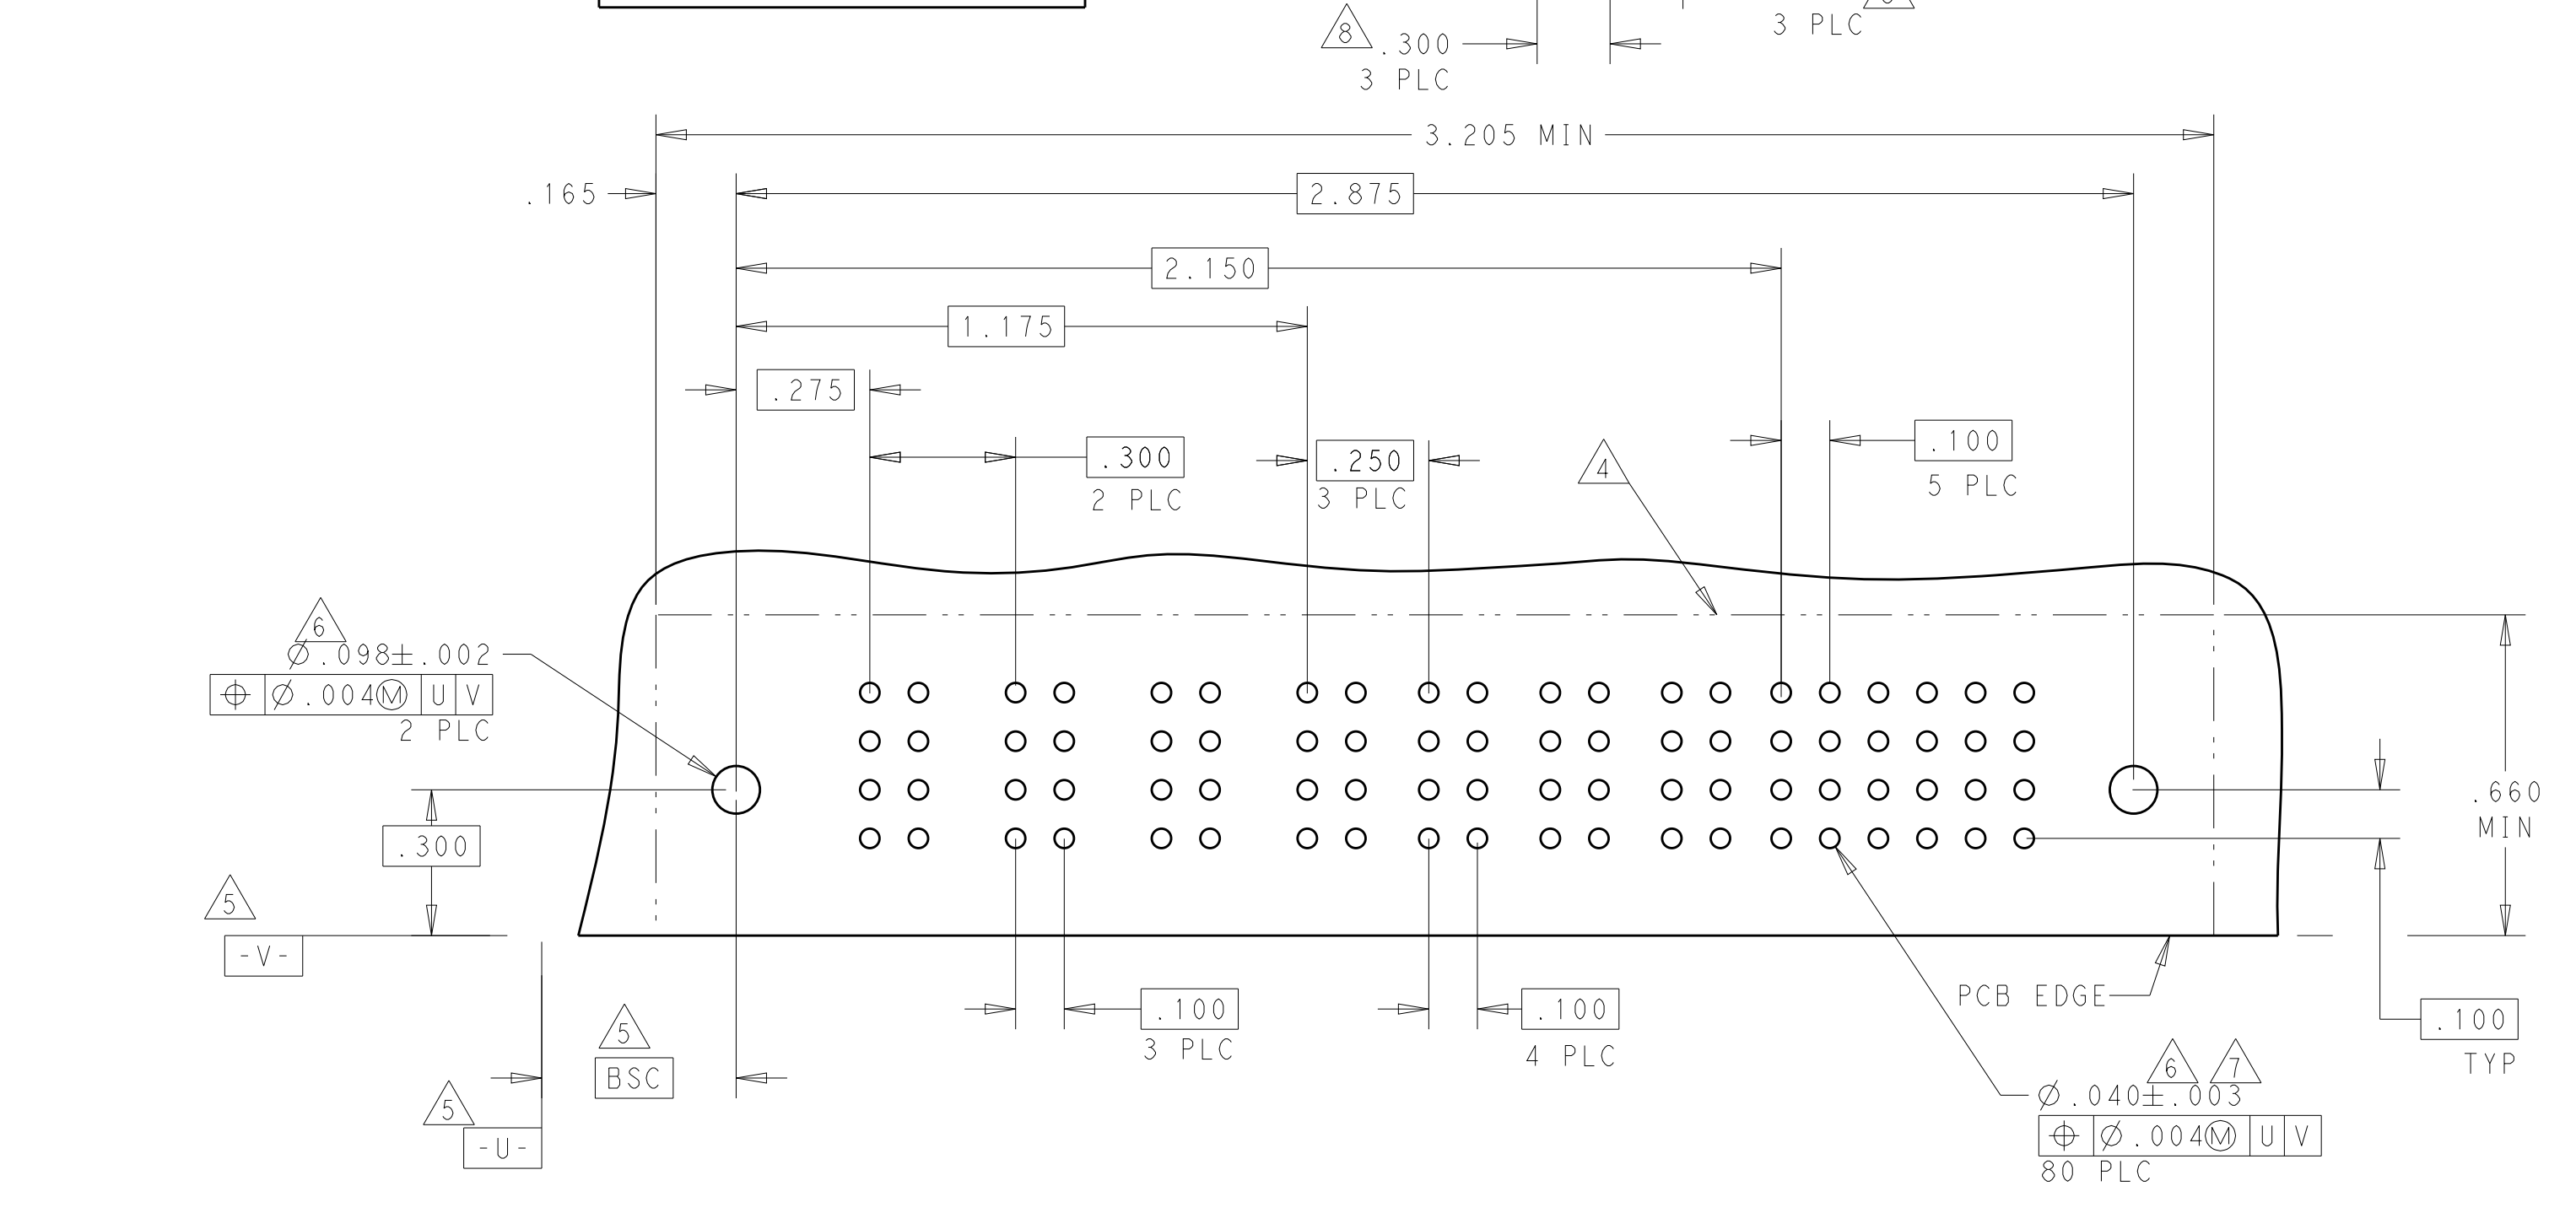 3 PLC
8
.300
3 PLC
3.205 MIN
.165
2.875
2.150
1.175
.275
.300
2 PLC
.250
3 PLC
4
.100
5 PLC
6
⌀.098±.002
⌖ ⌀.004Ⓜ U V
2 PLC
.300
.660
MIN
5
-V-
PCB EDGE
5
BSC
.100
3 PLC
.100
4 PLC
.100
TYP
5
-U-
6 7
⌀.040±.003
⌖ ⌀.004Ⓜ U V
80 PLC